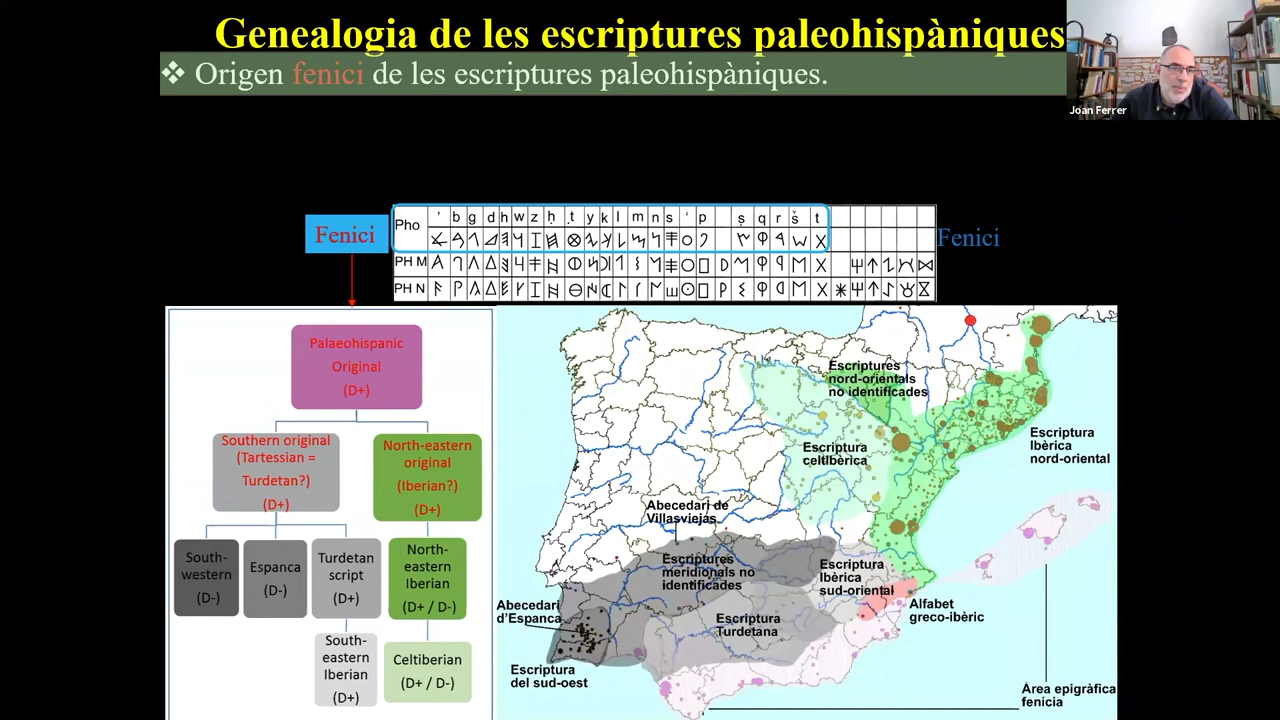 Genealogia de les escriptures paleohispàniques
❖ Origen fenici de les escriptures paleohispàniques.
Joan Ferrer
Fenici
Pho
ʼ b g d h w z ḥ ṭ y k l m n s ʻ p ṣ q r š t
Fenici
PH M
PH N
Palaeohispanic
Original
(D+)
Southern original
(Tartessian =
Turdetan?)
(D+)
North-eastern
original
(Iberian?)
(D+)
South-
western
(D-)
Espanca
(D-)
Turdetan
script
(D+)
North-
eastern
Iberian
(D+ / D-)
South-
eastern
Iberian
(D+)
Celtiberian
(D+ / D-)
Escriptures
nord-orientals
no identificades
Escriptura
Ibèrica
nord-oriental
Escriptura
celtibèrica
Abecedari de
Villasviejas
Escriptures
meridionals no
identificades
Escriptura
Ibèrica
sud-oriental
Abecedari
d'Espanca
Escriptura
Turdetana
Alfabet
greco-ibèric
Escriptura
del sud-oest
Àrea epigràfica
fenícia